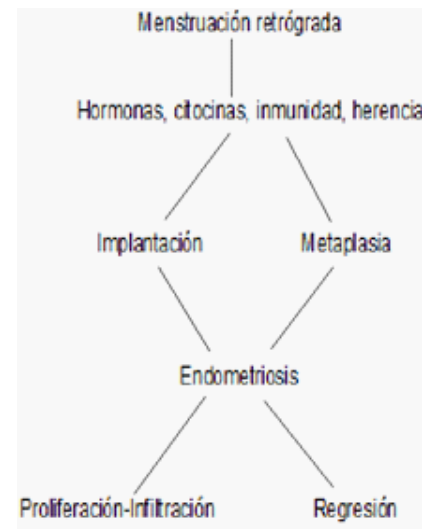 Menstruación retrógrada
Hormonas, citocinas, inmunidad, herencia
Implantación Metaplasia
Endometriosis
Proliferación-Infiltración Regresión